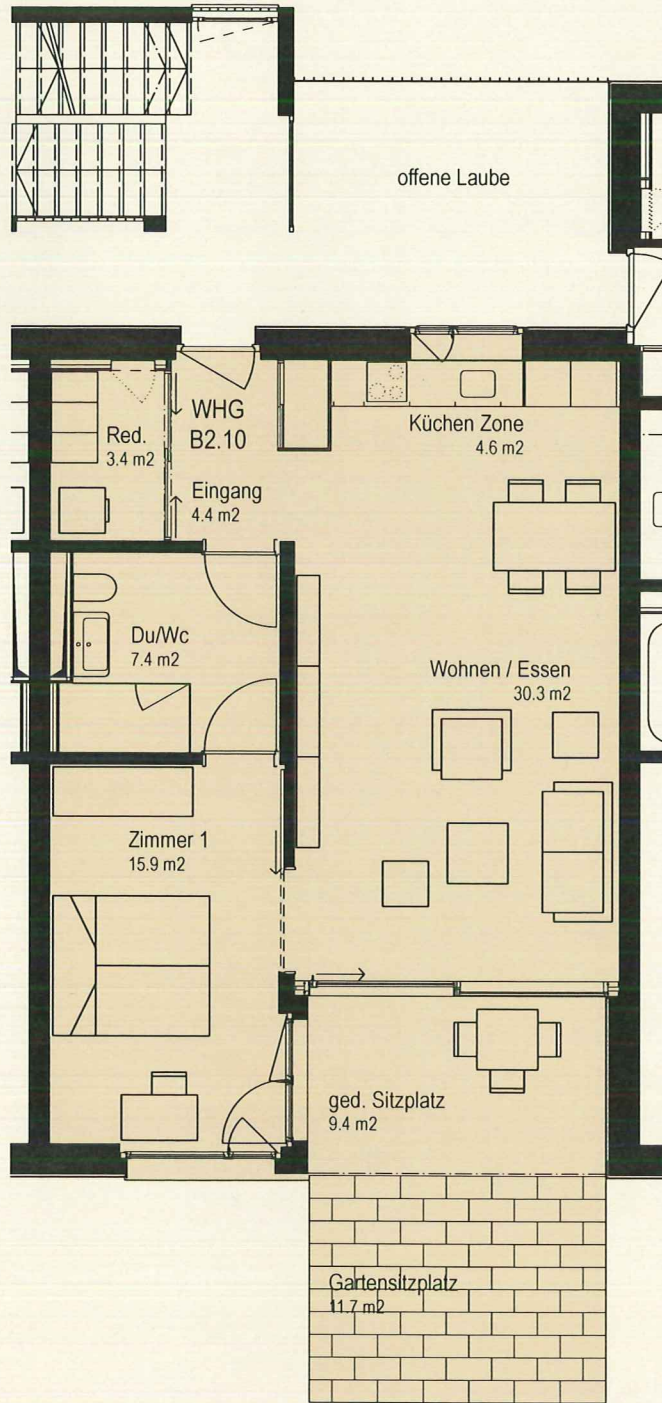 offene Laube
WHG
B2.10
Red.
3.4 m2
Eingang
4.4 m2
Küchen Zone
4.6 m2
Du/Wc
7.4 m2
Wohnen / Essen
30.3 m2
Zimmer 1
15.9 m2
ged. Sitzplatz
9.4 m2
Gartensitzplatz
11.7 m2